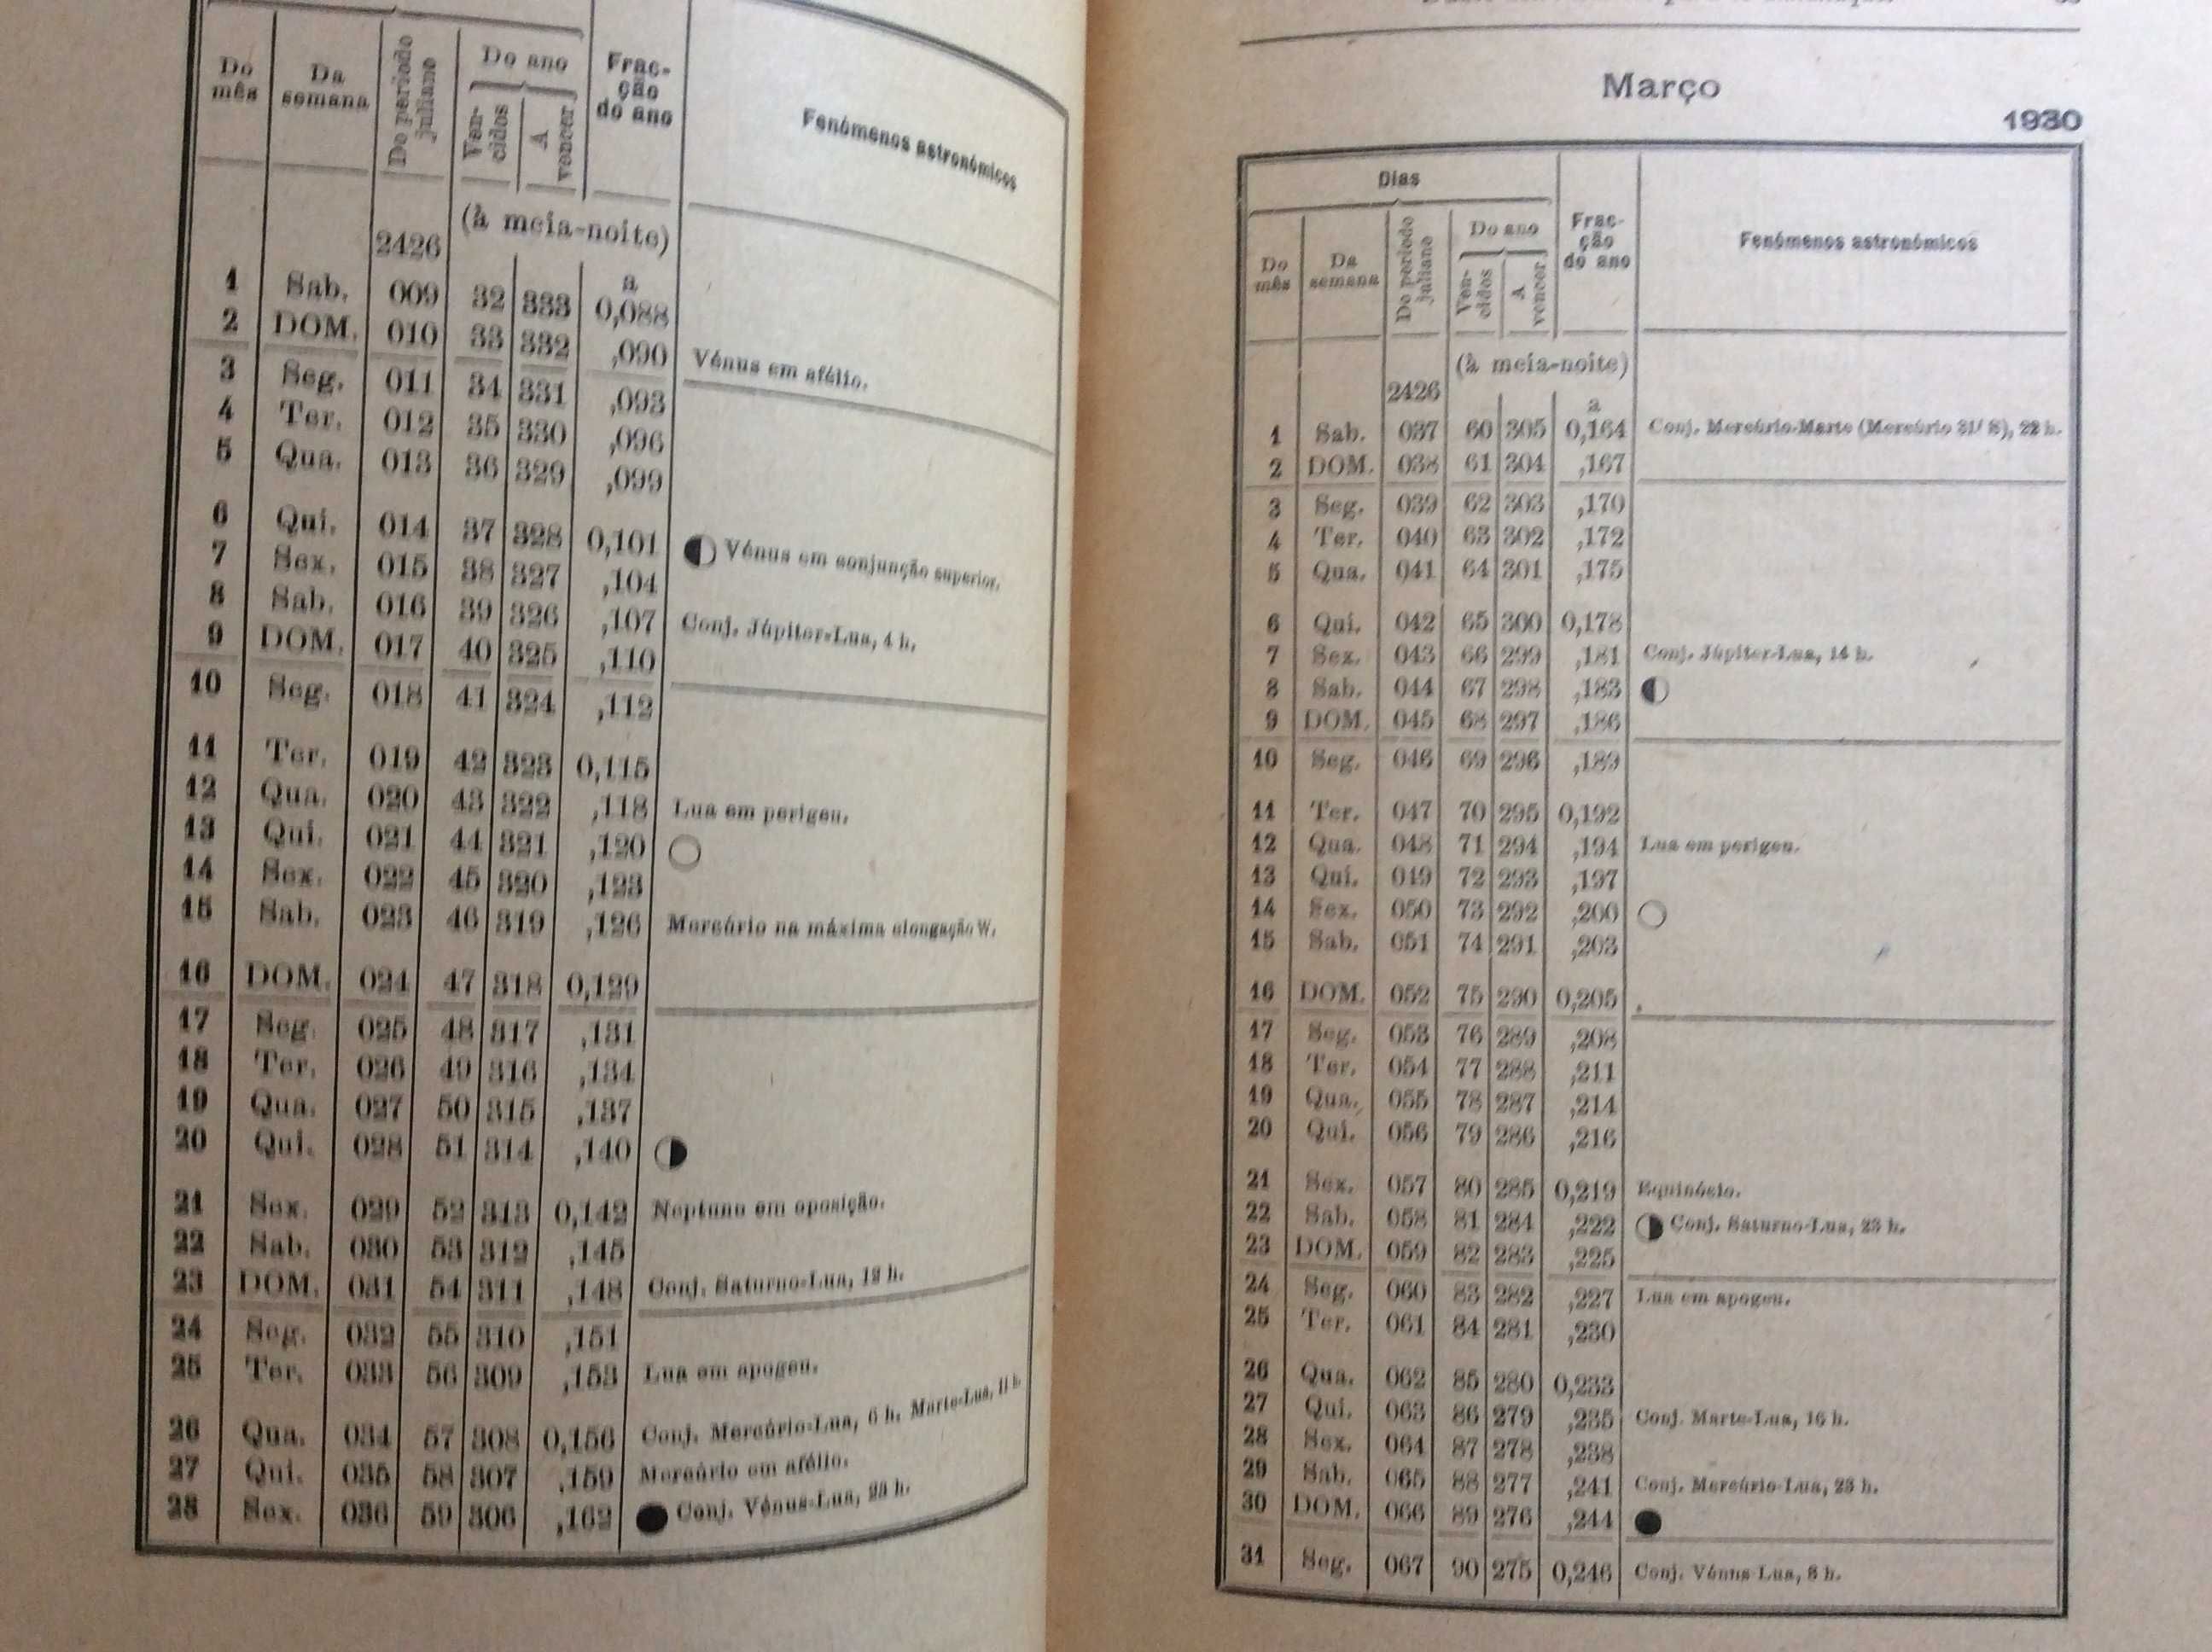 Do mês
Da semana
Do período juliano
Do ano
Ven-cidos
A vencer
Frac-ção do ano
Fenómenos astronómicos
2426 (à meia-noite)
a
1 Sab. 009 32 333 0,088
2 DOM. 010 33 332 ,090 Vénus em afélio.
3 Seg. 011 34 331 ,093
4 Ter. 012 35 330 ,096
5 Qua. 013 36 329 ,099
6 Qui. 014 37 328 0,101 Vénus em conjunção superior.
7 Sex. 015 38 327 ,104
8 Sab. 016 39 326 ,107 Conj. Júpiter-Lua, 4 h.
9 DOM. 017 40 325 ,110
10 Seg. 018 41 324 ,112
11 Ter. 019 42 323 0,115
12 Qua. 020 43 322 ,118 Lua em perigeu.
13 Qui. 021 44 321 ,120
14 Sex. 022 45 320 ,123
15 Sab. 023 46 319 ,126 Mercúrio na máxima elongação W.
16 DOM. 024 47 318 0,129
17 Seg. 025 48 317 ,131
18 Ter. 026 49 316 ,134
19 Qua. 027 50 315 ,137
20 Qui. 028 51 314 ,140
21 Sex. 029 52 313 0,142 Neptuno em oposição.
22 Sab. 030 53 312 ,145
23 DOM. 031 54 311 ,148 Conj. Saturno-Lua, 12 h.
24 Seg. 032 55 310 ,151
25 Ter. 033 56 309 ,153 Lua em apogeu.
26 Qua. 034 57 308 0,156 Conj. Mercúrio-Lua, 6 h. Marte-Lua, 11 h
27 Qui. 035 58 307 ,159 Mercúrio em afélio.
28 Sex. 036 59 306 ,162 Conj. Vénus-Lua, 23 h.
Março
1930
Dias
Do mês
Da semana
Do período juliano
Do ano
Ven-cidos
A vencer
Frac-ção do ano
Fenómenos astronómicos
(à meia-noite)
2426
a
1 Sab. 037 60 305 0,164 Conj. Mercúrio-Marte (Mercúrio 31' S), 22 h.
2 DOM. 038 61 304 ,167
3 Seg. 039 62 303 ,170
4 Ter. 040 63 302 ,172
5 Qua. 041 64 301 ,175
6 Qui. 042 65 300 0,178
7 Sex. 043 66 299 ,181 Conj. Júpiter-Lua, 14 h.
8 Sab. 044 67 298 ,183
9 DOM. 045 68 297 ,186
10 Seg. 046 69 296 ,189
11 Ter. 047 70 295 0,192
12 Qua. 048 71 294 ,194 Lua em perigeu.
13 Qui. 049 72 293 ,197
14 Sex. 050 73 292 ,200
15 Sab. 051 74 291 ,203
16 DOM. 052 75 290 0,205
17 Seg. 053 76 289 ,208
18 Ter. 054 77 288 ,211
19 Qua. 055 78 287 ,214
20 Qui. 056 79 286 ,216
21 Sex. 057 80 285 0,219 Equinócio.
22 Sab. 058 81 284 ,222 Conj. Saturno-Lua, 23 h.
23 DOM. 059 82 283 ,225
24 Seg. 060 83 282 ,227 Lua em apogeu.
25 Ter. 061 84 281 ,230
26 Qua. 062 85 280 0,233
27 Qui. 063 86 279 ,235 Conj. Marte-Lua, 16 h.
28 Sex. 064 87 278 ,238
29 Sab. 065 88 277 ,241 Conj. Mercúrio-Lua, 23 h.
30 DOM. 066 89 276 ,244
31 Seg. 067 90 275 0,246 Conj. Vénus-Lua, 8 h.